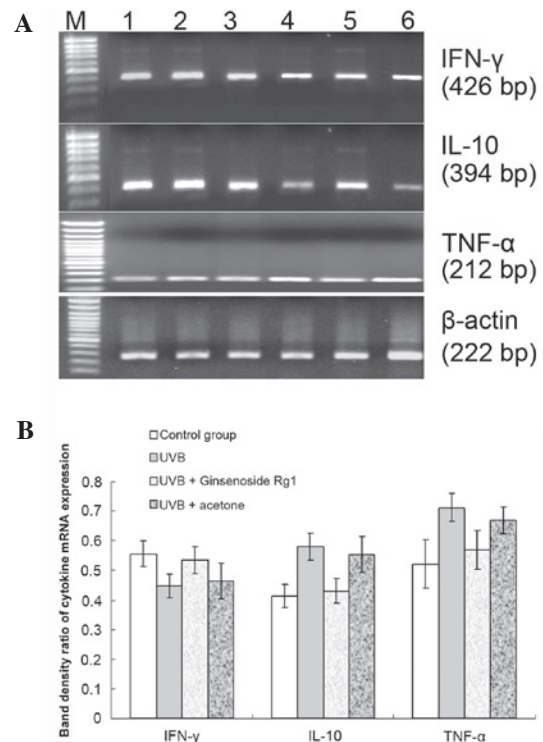 A
M 1 2 3 4 5 6
IFN-γ
(426 bp)
IL-10
(394 bp)
TNF-α
(212 bp)
β-actin
(222 bp)
B
Control group
UVB
UVB + Ginsenoside Rg1
UVB + acetone
Band density ratio of cytokine mRNA expression
0.8
0.7
0.6
0.5
0.4
0.3
0.2
0.1
0
IFN-γ IL-10 TNF-α